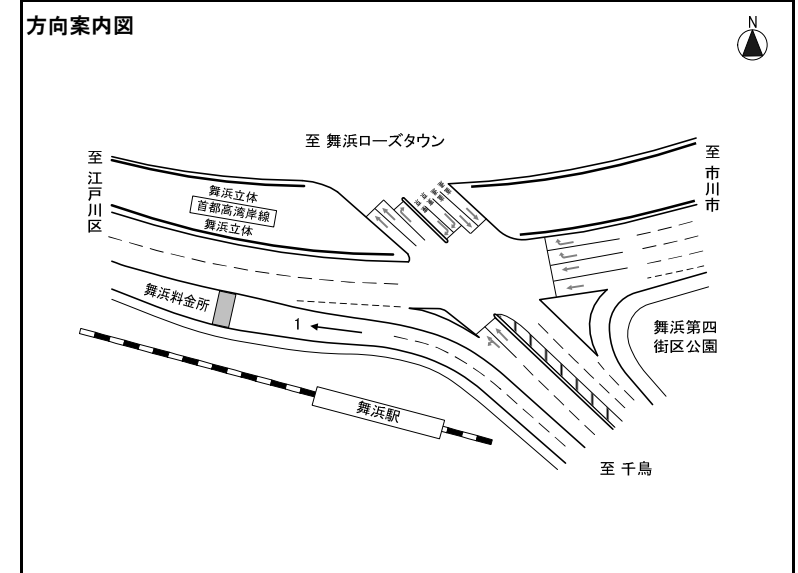 方向案内図
N
至 舞浜ローズタウン
至 江戸川区
至 市川市
舞浜立体
首都高湾岸線
舞浜立体
舞浜料金所
1
舞浜第四
街区公園
舞浜駅
至 千鳥